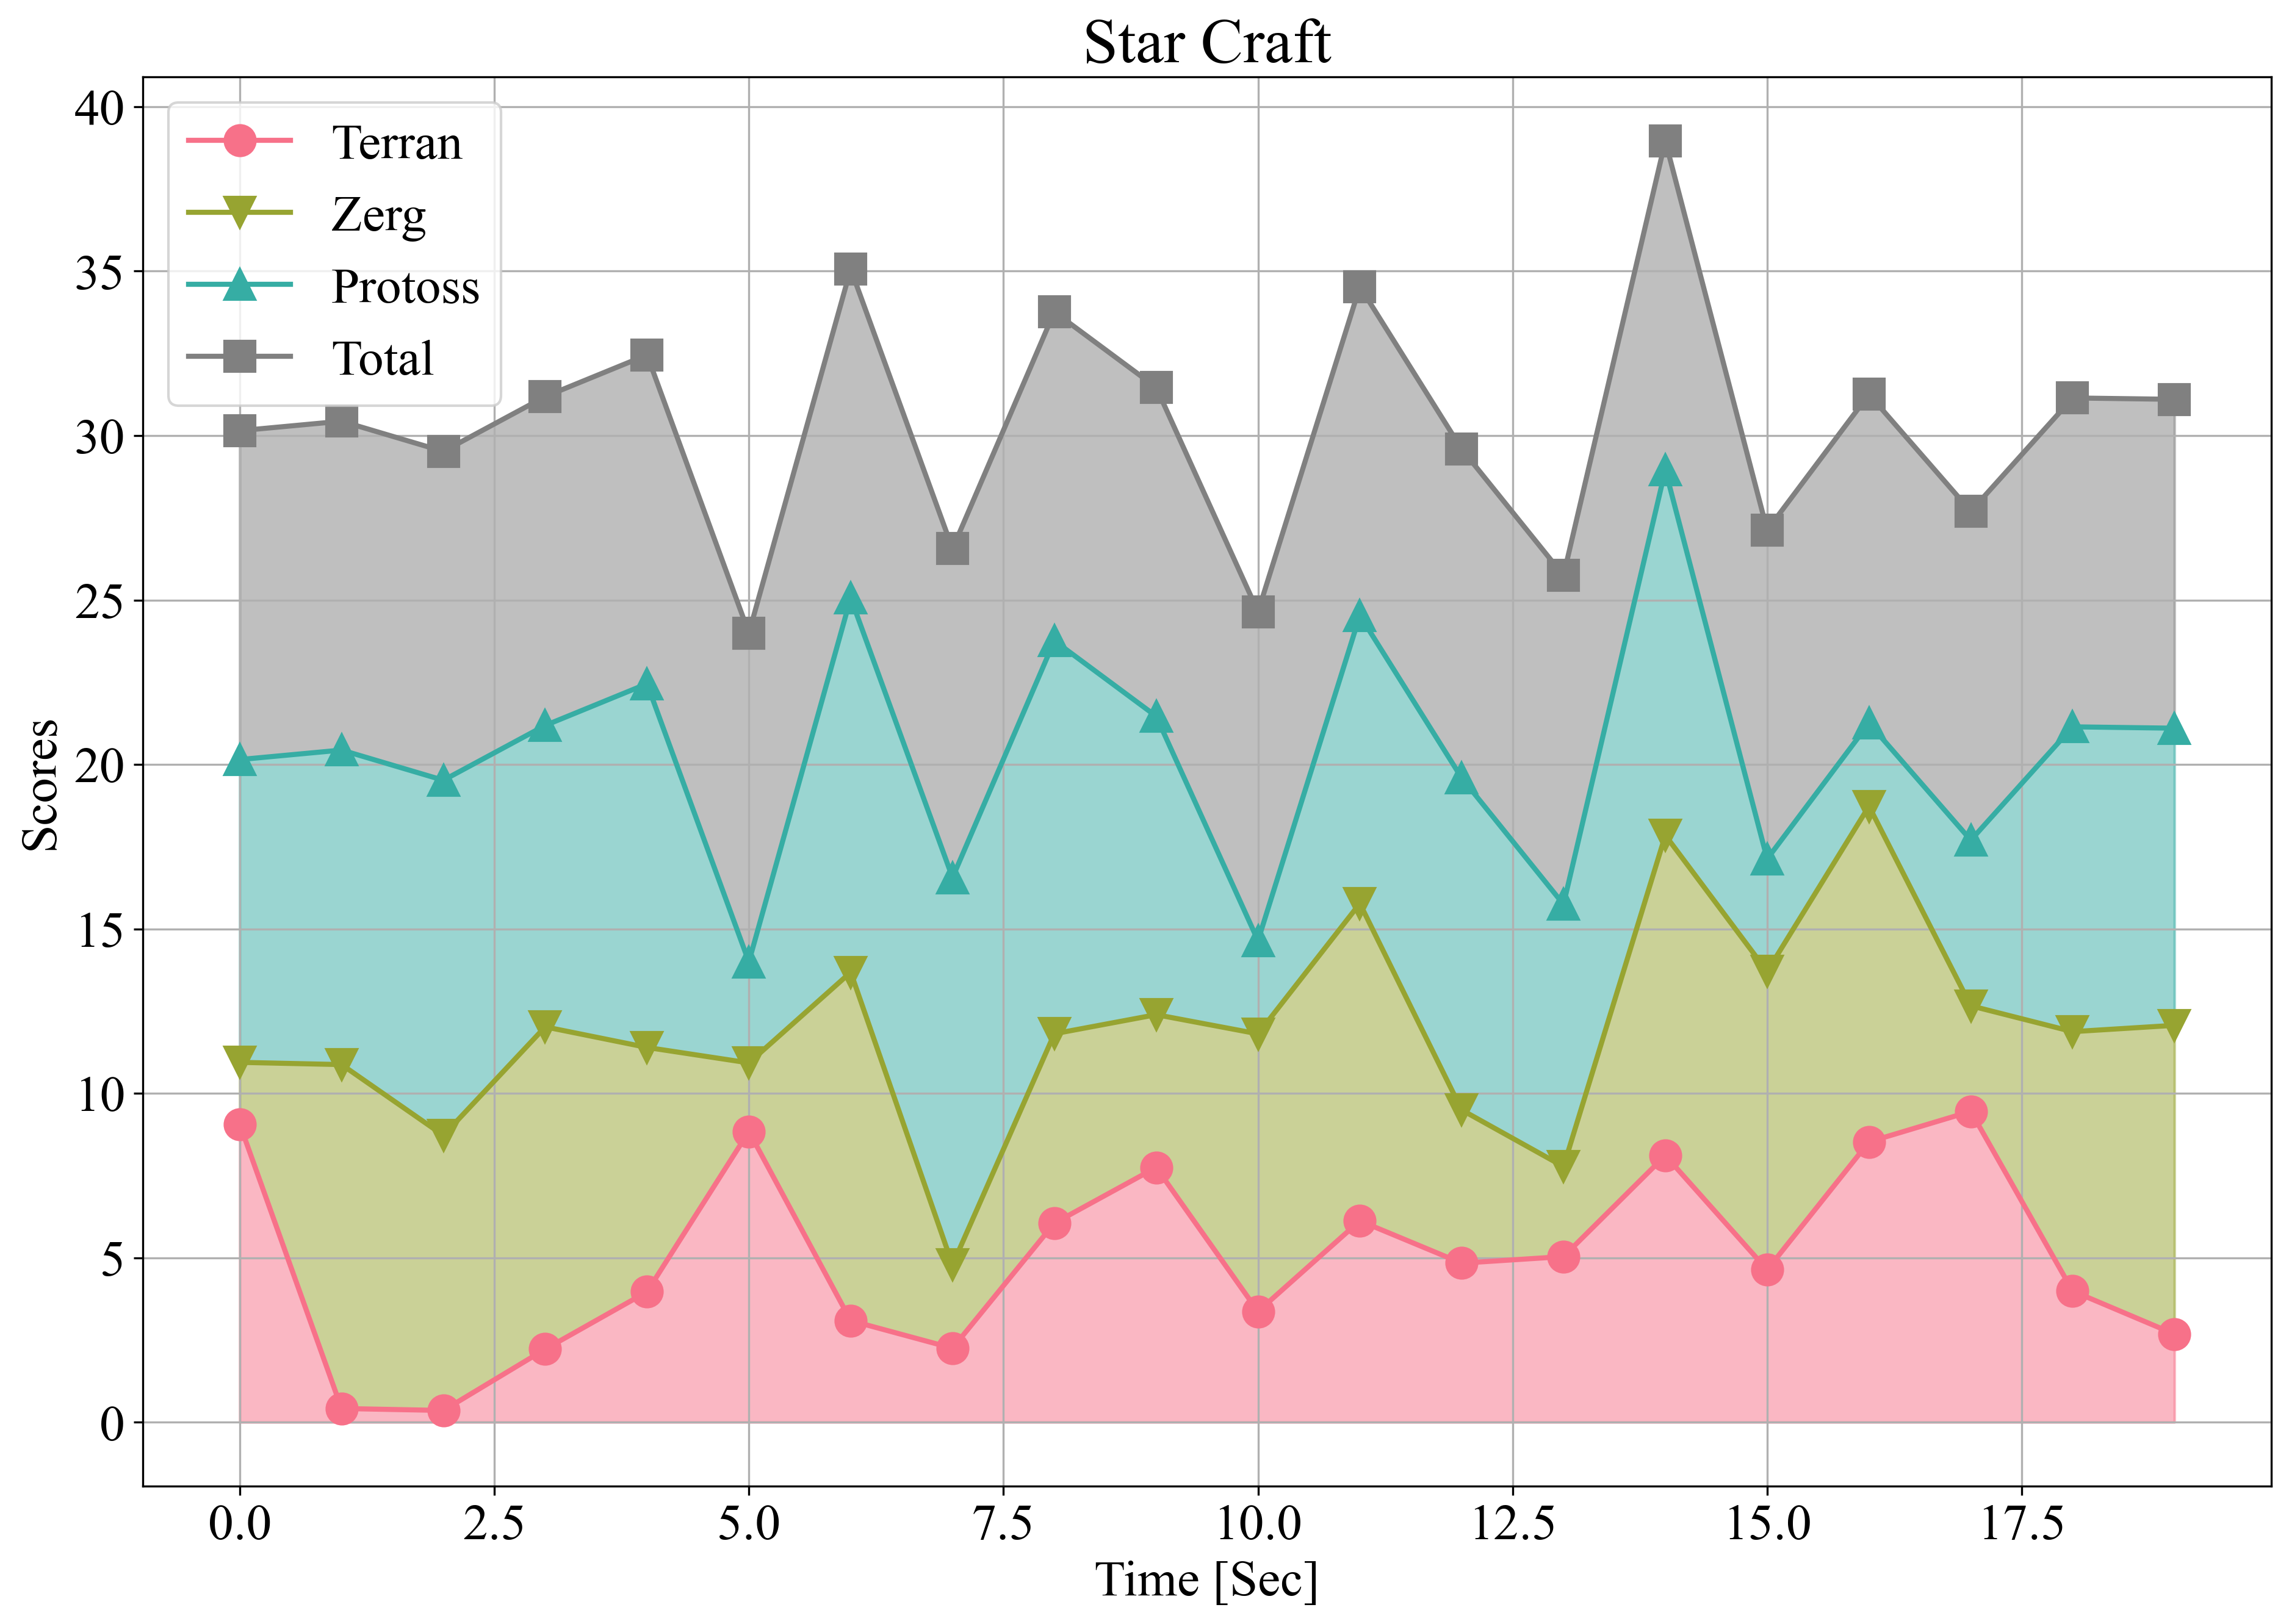 Star Craft
Terran
Zerg
Protoss
Total
Scores
40
35
30
25
20
15
10
5
0
0.0 2.5 5.0 7.5 10.0 12.5 15.0 17.5
Time [Sec]